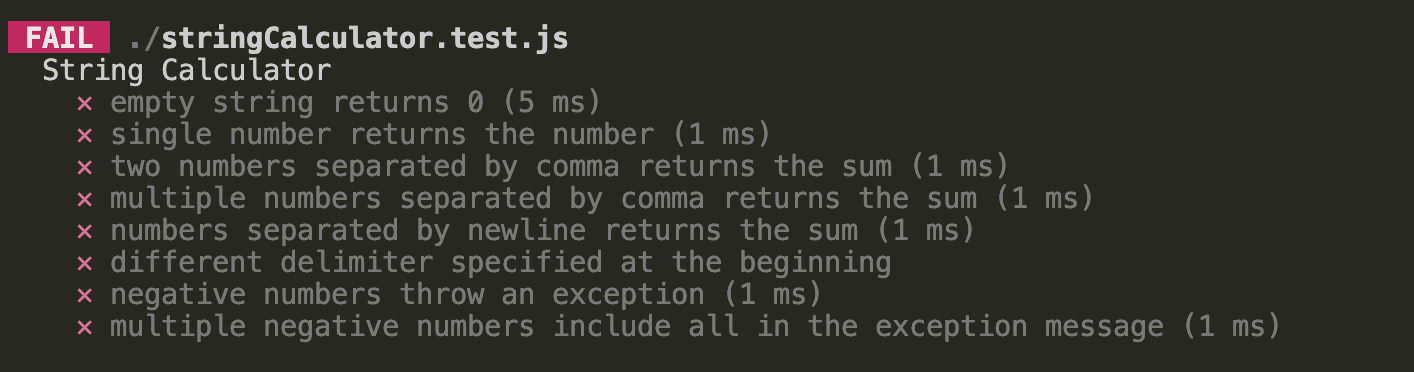 FAIL ./stringCalculator.test.js
String Calculator
× empty string returns 0 (5 ms)
× single number returns the number (1 ms)
× two numbers separated by comma returns the sum (1 ms)
× multiple numbers separated by comma returns the sum (1 ms)
× numbers separated by newline returns the sum (1 ms)
× different delimiter specified at the beginning
× negative numbers throw an exception (1 ms)
× multiple negative numbers include all in the exception message (1 ms)